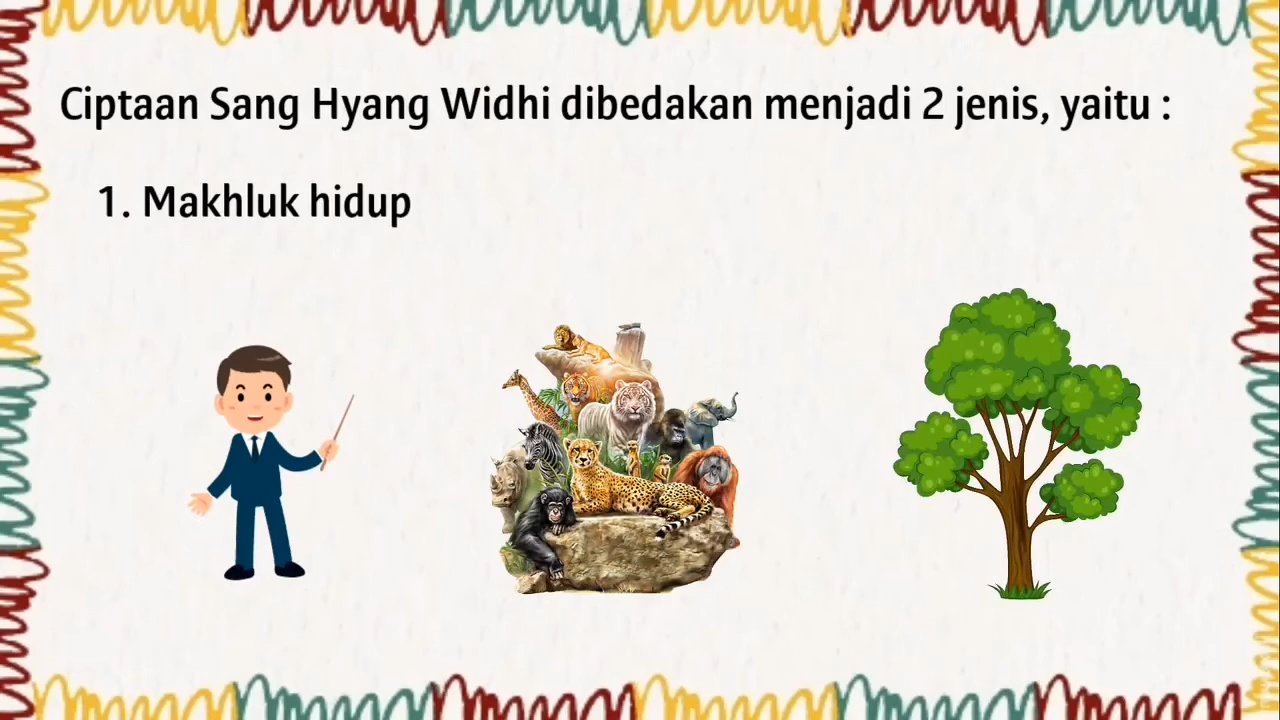 Ciptaan Sang Hyang Widhi dibedakan menjadi 2 jenis, yaitu :
1. Makhluk hidup